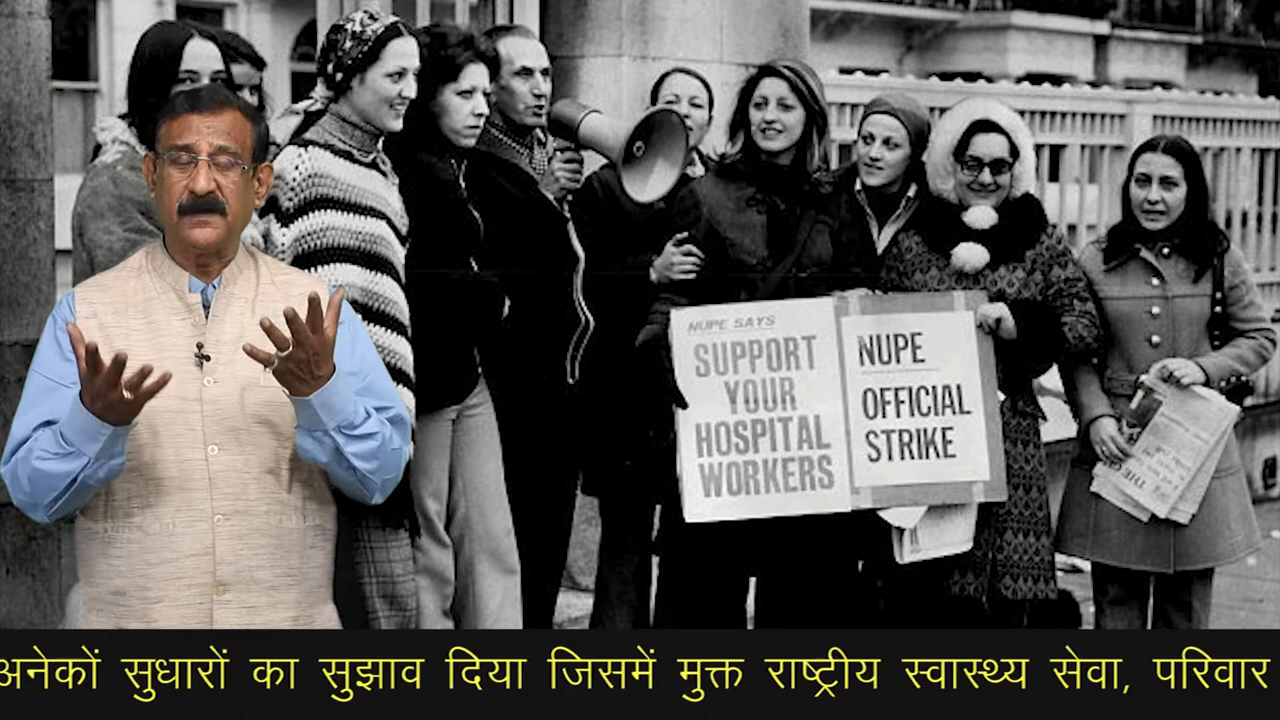 NUPE SAYS
SUPPORT
YOUR
HOSPITAL
WORKERS
NUPE
OFFICIAL
STRIKE
अनेकों सुधारों का सुझाव दिया जिसमें मुक्त राष्ट्रीय स्वास्थ्य सेवा, परिवार